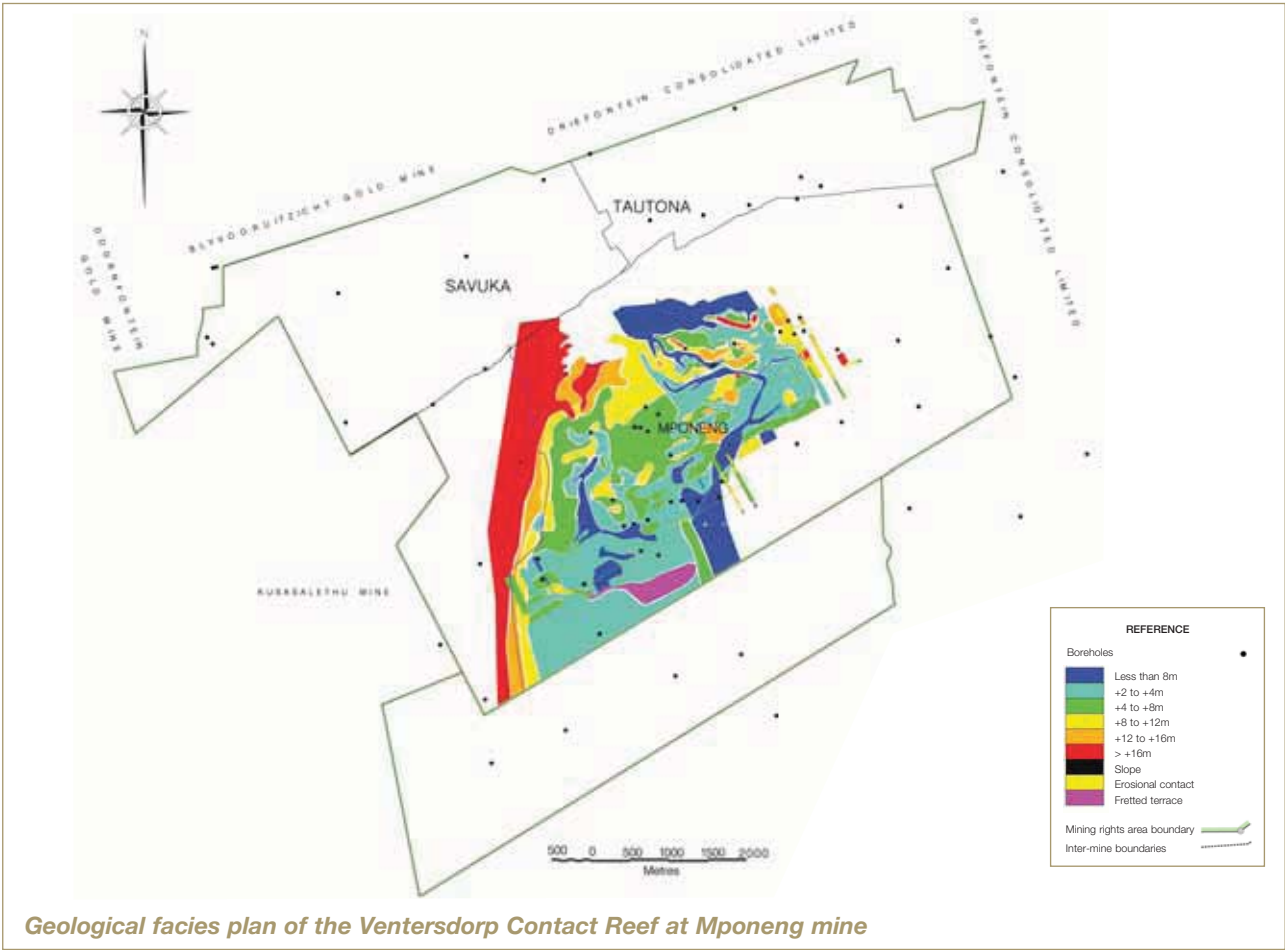 N
DRIEFONTEIN CONSOLIDATED LIMITED
DRIEFONTEIN CONSOLIDATED LIMITED
BLYVOORUITZICHT GOLD MINE
DOORNFONTEIN
GOLD MINE
TAUTONA
SAVUKA
MPONENG
KUSASALETHU MINE
REFERENCE
Boreholes
Less than 8m
+2 to +4m
+4 to +8m
+8 to +12m
+12 to +16m
> +16m
Slope
Erosional contact
Fretted terrace
Mining rights area boundary
Inter-mine boundaries
500 0 500 1000 1500 2000
Metres
Geological facies plan of the Ventersdorp Contact Reef at Mponeng mine